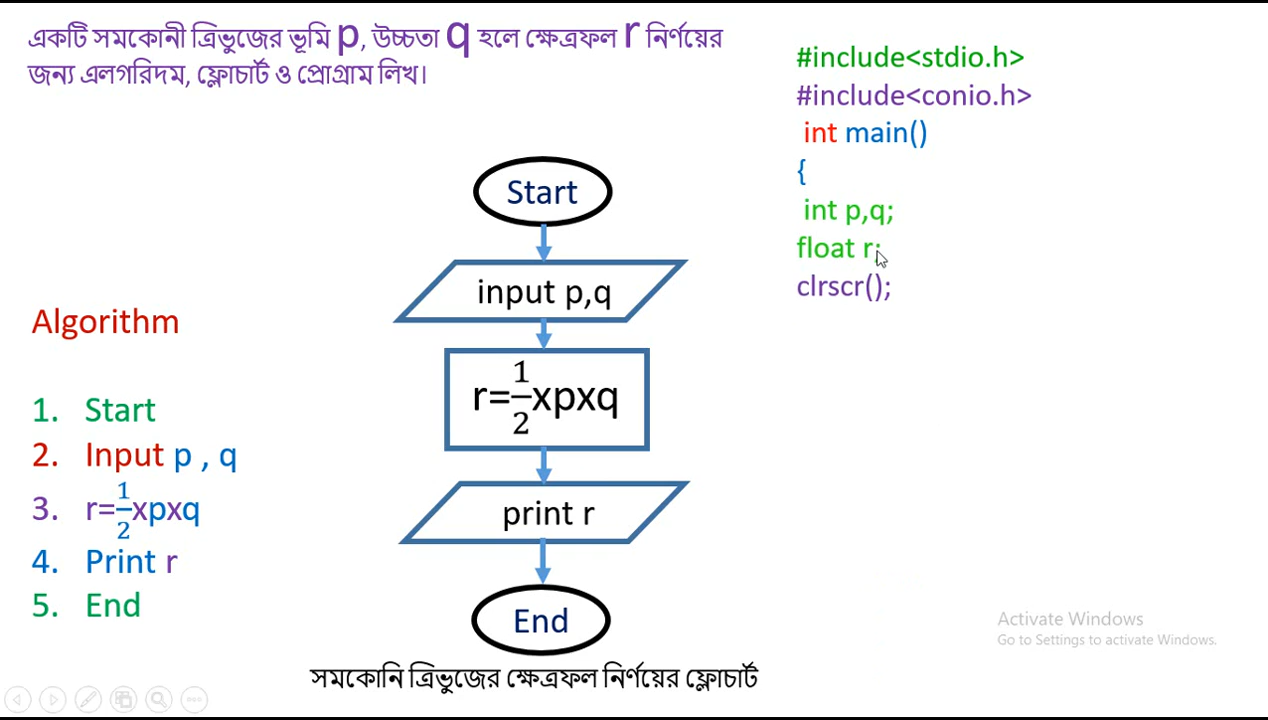 একটি সমকোনী ত্রিভুজের ভূমি p, উচ্চতা q হলে ক্ষেত্রফল r নির্ণয়ের
জন্য এলগরিদম, ফ্লোচার্ট ও প্রোগ্রাম লিখ।
Algorithm
1. Start
2. Input p , q
3. r=1/2xpxq
4. Print r
5. End
Start
input p,q
r=1/2xpxq
print r
End
সমকোনি ত্রিভুজের ক্ষেত্রফল নির্ণয়ের ফ্লোচার্ট
#include<stdio.h>
#include<conio.h>
int main()
{
int p,q;
float r;
clrscr();
Activate Windows
Go to Settings to activate Windows.